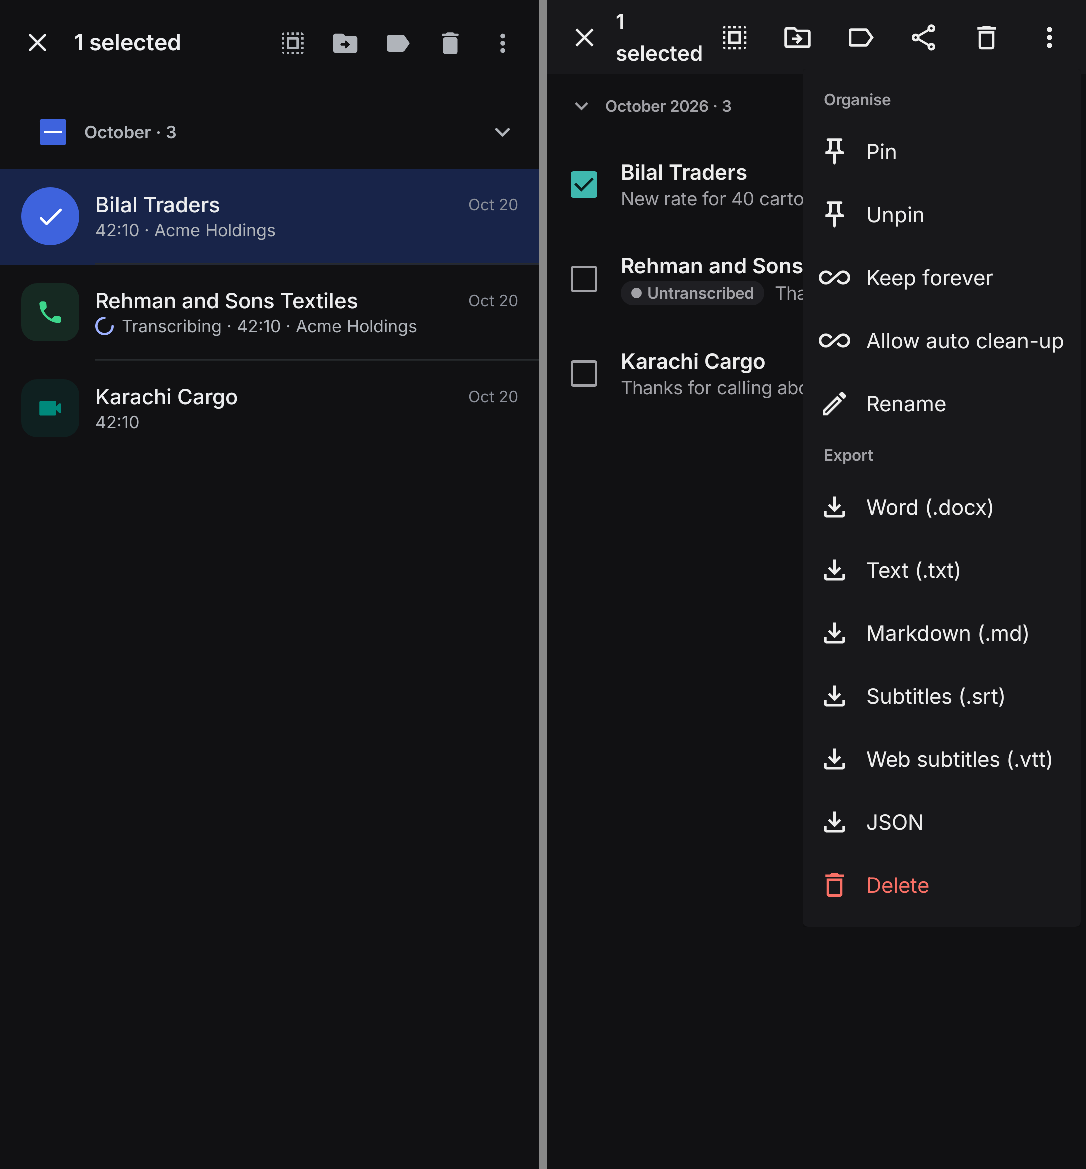 1 selected
October · 3
Bilal Traders
Oct 20
42:10 · Acme Holdings
Rehman and Sons Textiles
Oct 20
Transcribing · 42:10 · Acme Holdings
Karachi Cargo
Oct 20
42:10
1
selected
October 2026 · 3
Bilal Traders
New rate for 40 carto
Rehman and Sons
Untranscribed Tha
Karachi Cargo
Thanks for calling abo
Organise
Pin
Unpin
Keep forever
Allow auto clean-up
Rename
Export
Word (.docx)
Text (.txt)
Markdown (.md)
Subtitles (.srt)
Web subtitles (.vtt)
JSON
Delete